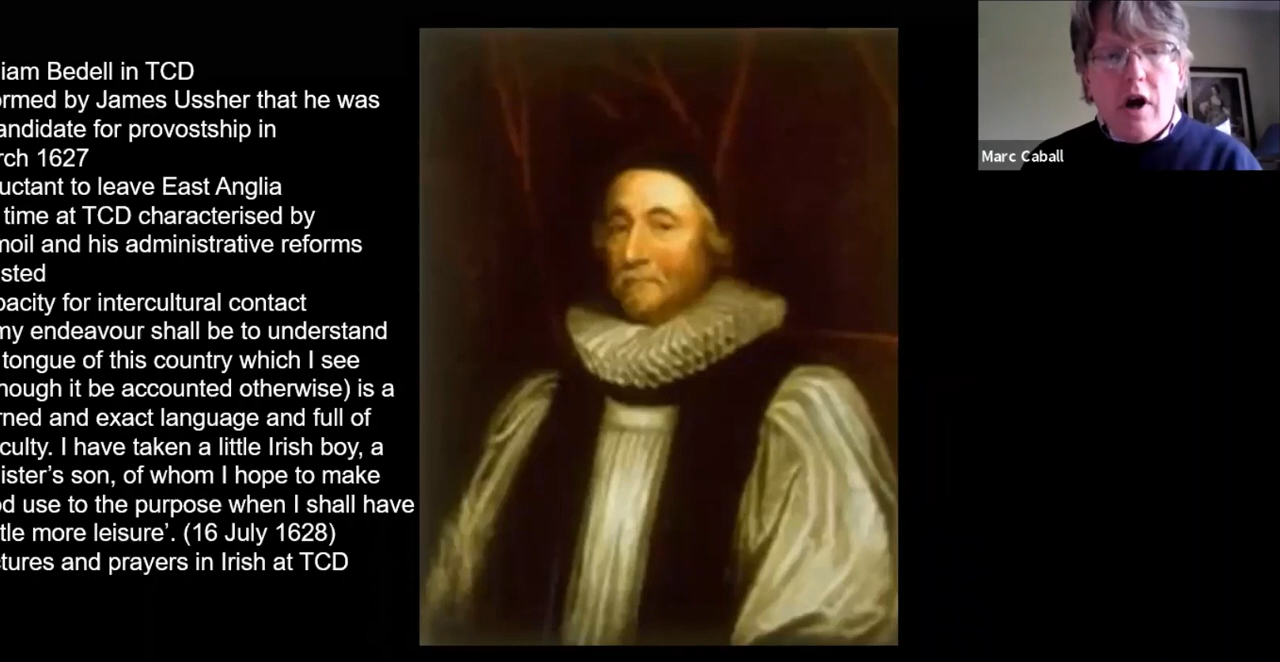 iam Bedell in TCD
ormed by James Ussher that he was
andidate for provostship in
rch 1627
uctant to leave East Anglia
time at TCD characterised by
moil and his administrative reforms
sted
pacity for intercultural contact
my endeavour shall be to understand
tongue of this country which I see
hough it be accounted otherwise) is a
rned and exact language and full of
iculty. I have taken a little Irish boy, a
ister’s son, of whom I hope to make
od use to the purpose when I shall have
tle more leisure’. (16 July 1628)
ctures and prayers in Irish at TCD
Marc Caball